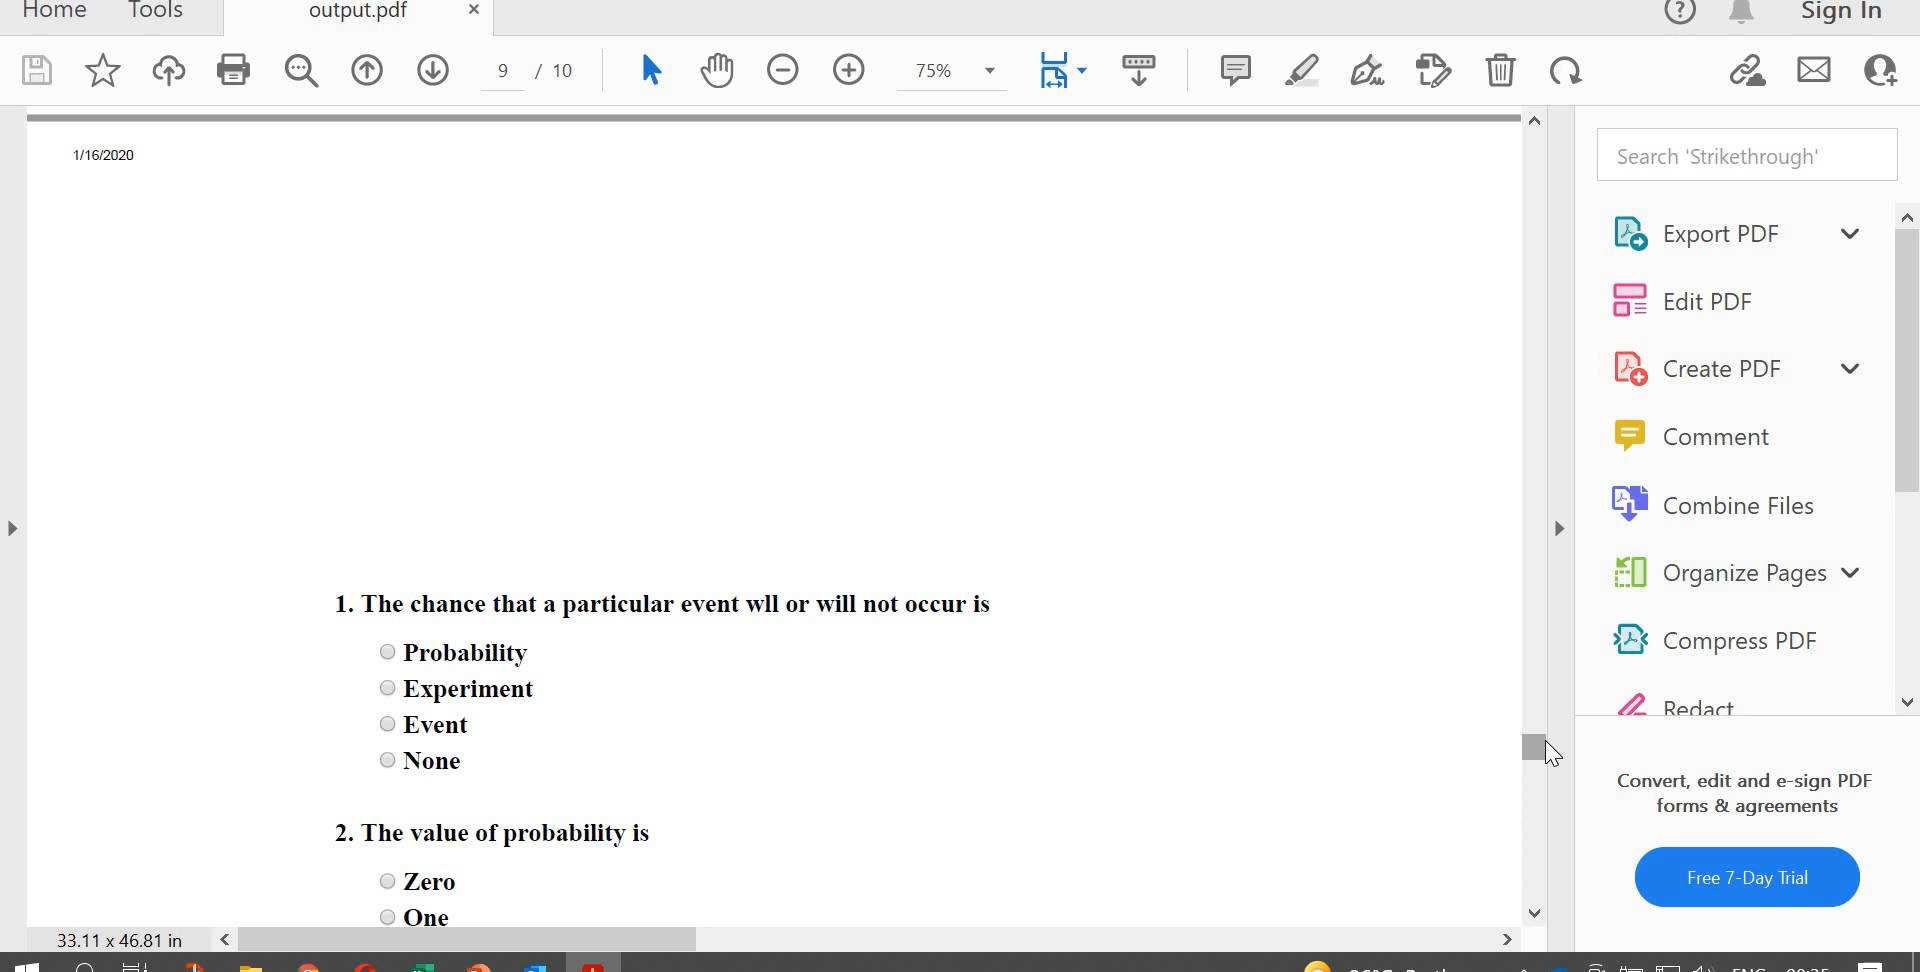 Home Tools output.pdf × ? Sign In
9 / 10 75%
1/16/2020
1. The chance that a particular event wll or will not occur is
Probability
Experiment
Event
None
2. The value of probability is
Zero
One
33.11 x 46.81 in
Search 'Strikethrough'
Export PDF
Edit PDF
Create PDF
Comment
Combine Files
Organize Pages
Compress PDF
Redact
Convert, edit and e-sign PDF
forms & agreements
Free 7-Day Trial